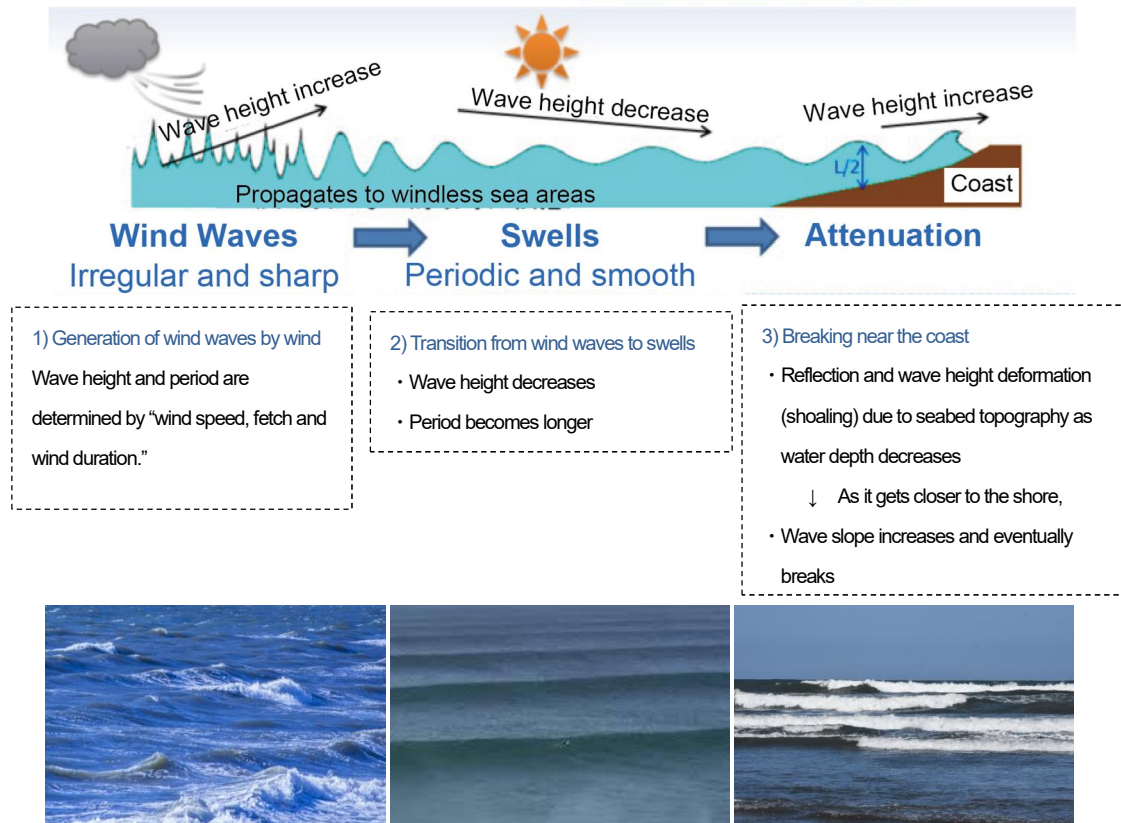 Wave height increase
Wave height decrease
Wave height increase
L/2
Coast
Propagates to windless sea areas
Wind Waves
Irregular and sharp
Swells
Periodic and smooth
Attenuation
1) Generation of wind waves by wind
Wave height and period are
determined by “wind speed, fetch and
wind duration.”
2) Transition from wind waves to swells
・Wave height decreases
・Period becomes longer
3) Breaking near the coast
・Reflection and wave height deformation
(shoaling) due to seabed topography as
water depth decreases
↓ As it gets closer to the shore,
・Wave slope increases and eventually
breaks